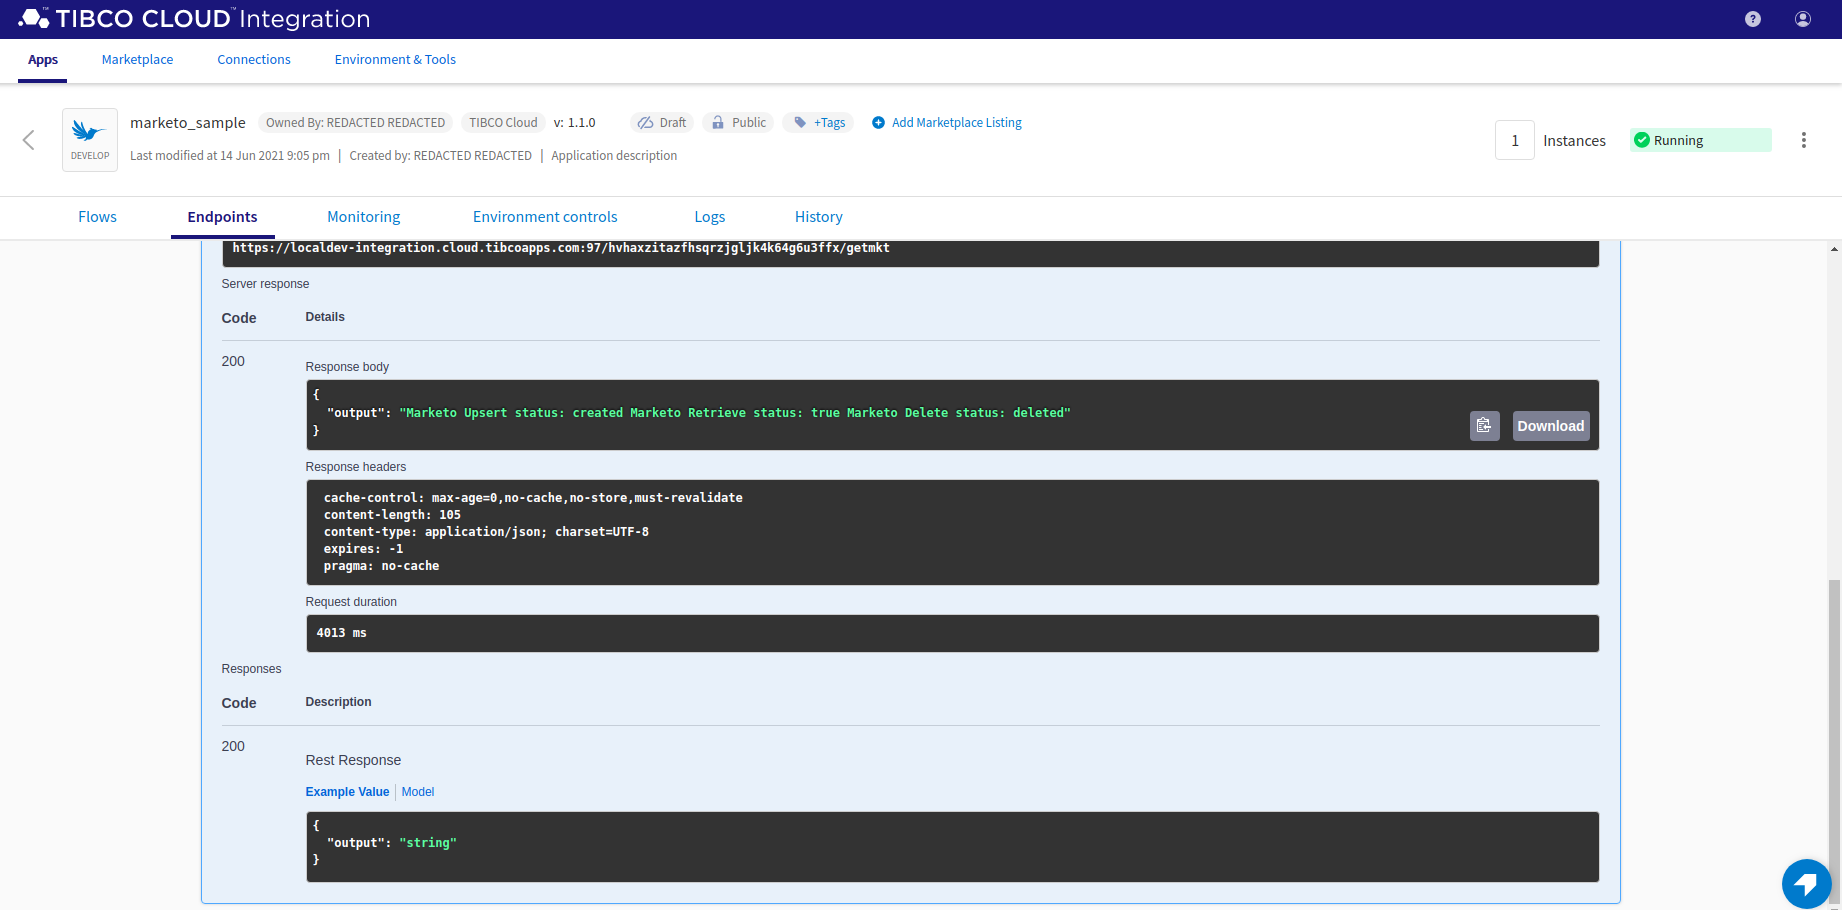 TIBCO CLOUD™ Integration
Apps Marketplace Connections Environment & Tools
marketo_sample Owned By: REDACTED REDACTED TIBCO Cloud v: 1.1.0 Draft Public +Tags Add Marketplace Listing
DEVELOP
Last modified at 14 Jun 2021 9:05 pm | Created by: REDACTED REDACTED | Application description
1 Instances Running
Flows Endpoints Monitoring Environment controls Logs History
https://localdev-integration.cloud.tibcoapps.com:97/hvhaxzitazfhsqrzjgljk4k64g6u3ffx/getmkt
Server response
Code Details
200
Response body
{
"output": "Marketo Upsert status: created Marketo Retrieve status: true Marketo Delete status: deleted"
}
Download
Response headers
cache-control: max-age=0,no-cache,no-store,must-revalidate
content-length: 105
content-type: application/json; charset=UTF-8
expires: -1
pragma: no-cache
Request duration
4013 ms
Responses
Code Description
200
Rest Response
Example Value | Model
{
"output": "string"
}